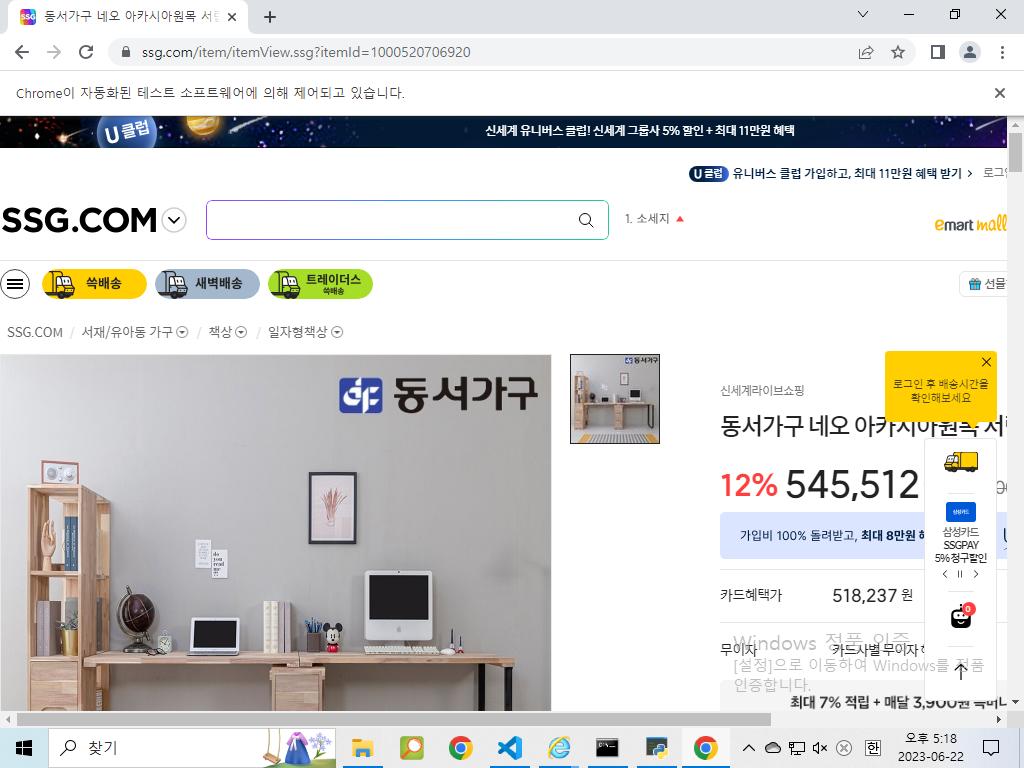 동서가구 네오 아카시아원목 서
ssg.com/item/itemView.ssg?itemId=1000520706920
Chrome이 자동화된 테스트 소프트웨어에 의해 제어되고 있습니다.
U 클럽
신세계 유니버스 클럽! 신세계 그룹사 5% 할인 + 최대 11만원 혜택
U 클럽 유니버스 클럽 가입하고, 최대 11만원 혜택 받기 >
로그
SSG.COM
1. 소세지
emart mall
쓱배송
새벽배송
트레이더스
쓱배송
선물
SSG.COM / 서재/유아동 가구 / 책상 / 일자형책상
동서가구
동서가구
로그인 후 배송시간을
확인해보세요
신세계라이브쇼핑
동서가구 네오 아카시아원목 서
12% 545,512
가입비 100% 돌려받고, 최대 8만원
삼성카드
삼성카드
SSGPAY
5% 청구할인
카드혜택가 518,237 원
0
무이자 카드사별 무이자
Windows 정품 인증
[설정]으로 이동하여 Windows를 정품
인증합니다.
최대 7% 적립 + 매달 3,900원
찾기
오후 5:18
한
2023-06-22